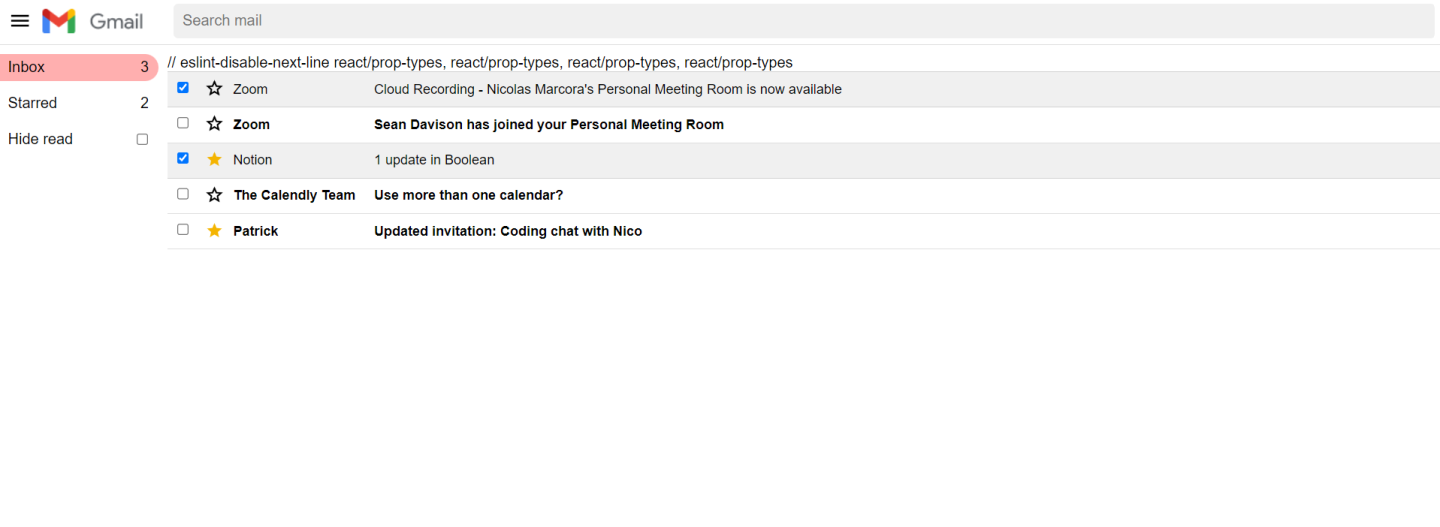 Gmail
Search mail
Inbox 3
Starred 2
Hide read
// eslint-disable-next-line react/prop-types, react/prop-types, react/prop-types, react/prop-types
Zoom Cloud Recording - Nicolas Marcora's Personal Meeting Room is now available
Zoom Sean Davison has joined your Personal Meeting Room
Notion 1 update in Boolean
The Calendly Team Use more than one calendar?
Patrick Updated invitation: Coding chat with Nico